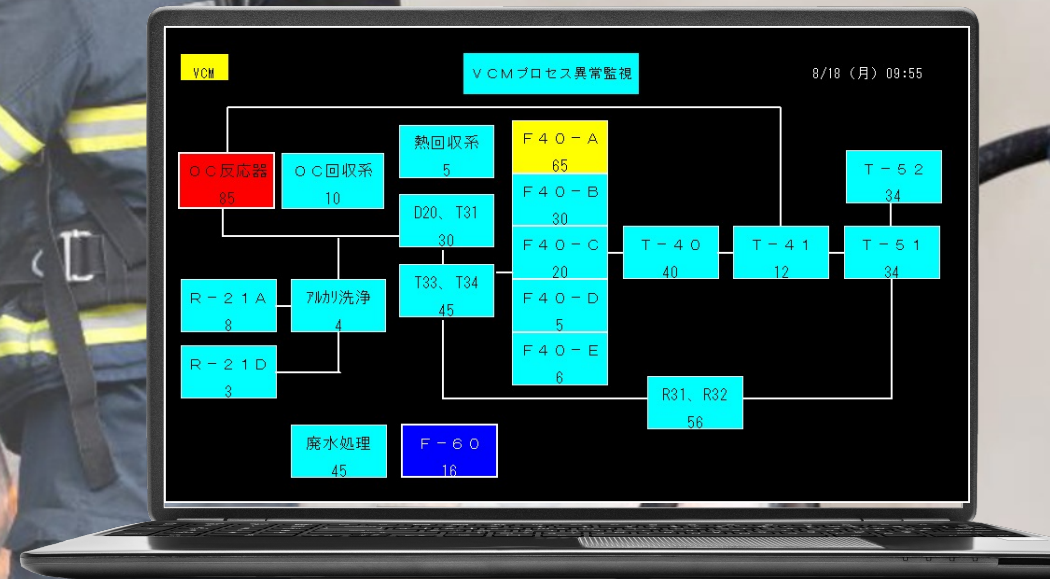 VCM
VCMプロセス異常監視
8/18（月）09:55
OC反応器
85
OC回収系
10
熱回収系
5
D20、T31
30
T33、T34
45
R－21A
8
R－21D
3
アルカリ洗浄
4
F40－A
65
F40－B
30
F40－C
20
F40－D
5
F40－E
6
T－40
40
T－41
12
T－52
34
T－51
34
R31、R32
56
廃水処理
45
F－60
16